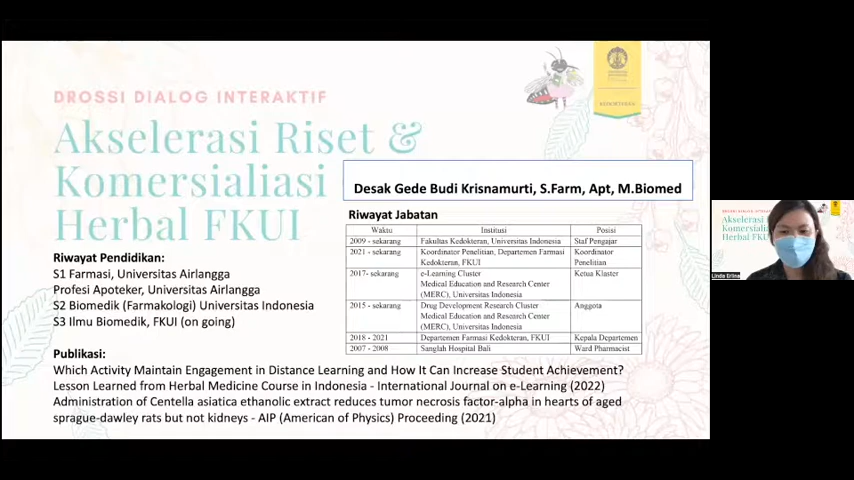 DROSSI DIALOG INTERAKTIF
Akselerasi Riset &
Komersialiasi
Herbal FKUI
Desak Gede Budi Krisnamurti, S.Farm, Apt, M.Biomed
Riwayat Jabatan
Waktu Institusi Posisi
2009 - sekarang Fakultas Kedokteran, Universitas Indonesia Staf Pengajar
2021 - sekarang Koordinator Penelitian, Departemen Farmasi Koordinator
Kedokteran, FKUI Penelitian
2017- sekarang e-Learning Cluster Ketua Klaster
Medical Education and Research Center
(MERC), Universitas Indonesia
2015 - sekarang Drug Development Research Cluster Anggota
Medical Education and Research Center
(MERC), Universitas Indonesia
2018 - 2021 Departemen Farmasi Kedokteran, FKUI Kepala Departemen
2007 - 2008 Sanglah Hospital Bali Ward Pharmacist
Riwayat Pendidikan:
S1 Farmasi, Universitas Airlangga
Profesi Apoteker, Universitas Airlangga
S2 Biomedik (Farmakologi) Universitas Indonesia
S3 Ilmu Biomedik, FKUI (on going)
Publikasi:
Which Activity Maintain Engagement in Distance Learning and How It Can Increase Student Achievement?
Lesson Learned from Herbal Medicine Course in Indonesia - International Journal on e-Learning (2022)
Administration of Centella asiatica ethanolic extract reduces tumor necrosis factor-alpha in hearts of aged
sprague-dawley rats but not kidneys - AIP (American of Physics) Proceeding (2021)
Akselerasi
Komersialia
Herbal FKUI
Linda Erlina